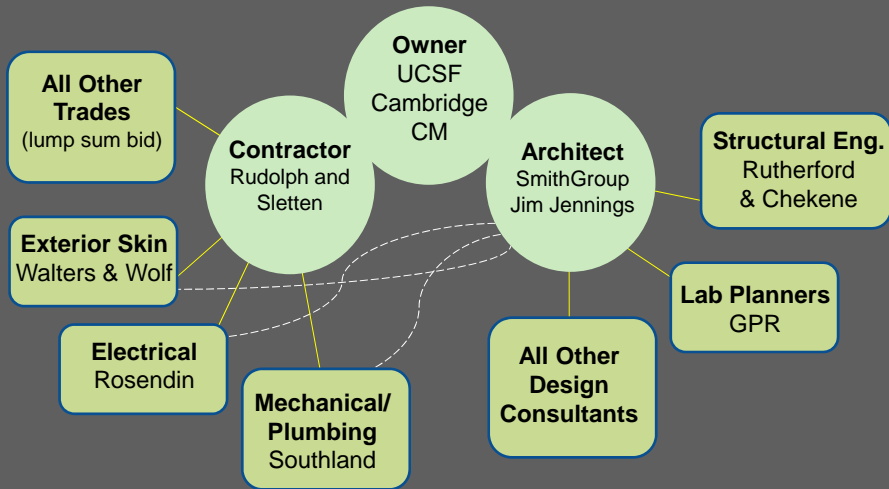 Owner
UCSF
Cambridge
CM
All Other
Trades
(lump sum bid)
Contractor
Rudolph and
Sletten
Architect
SmithGroup
Jim Jennings
Structural Eng.
Rutherford
& Chekene
Exterior Skin
Walters & Wolf
Lab Planners
GPR
Electrical
Rosendin
Mechanical/
Plumbing
Southland
All Other
Design
Consultants